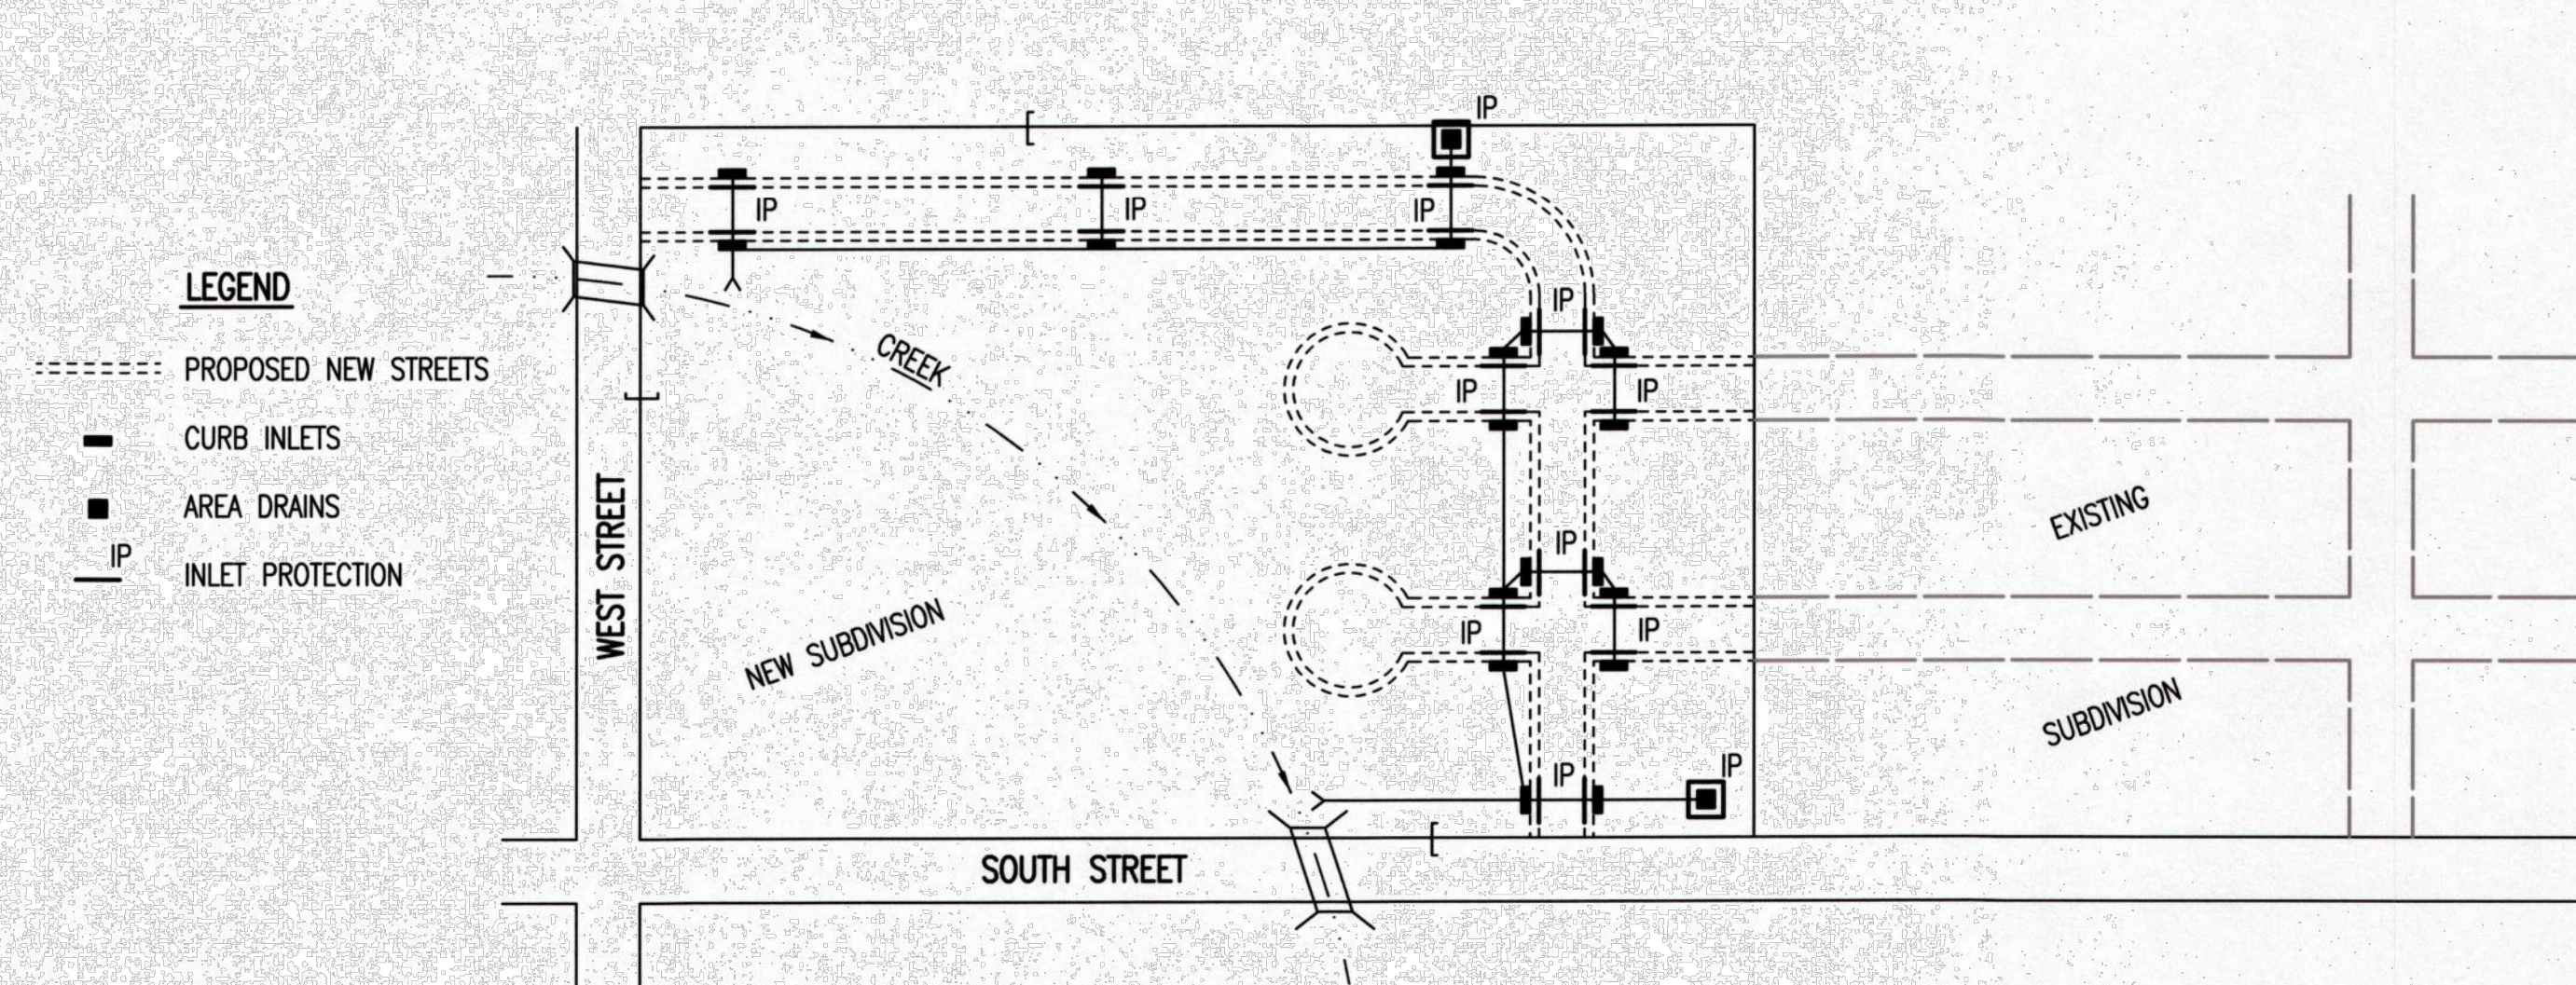 IP
IP
IP
IP
LEGEND
IP
CREEK
PROPOSED NEW STREETS
IP
IP
CURB INLETS
AREA DRAINS
EXISTING
IP
IP
INLET PROTECTION
WEST STREET
NEW SUBDIVISION
IP
IP
SUBDIVISION
IP
IP
SOUTH STREET